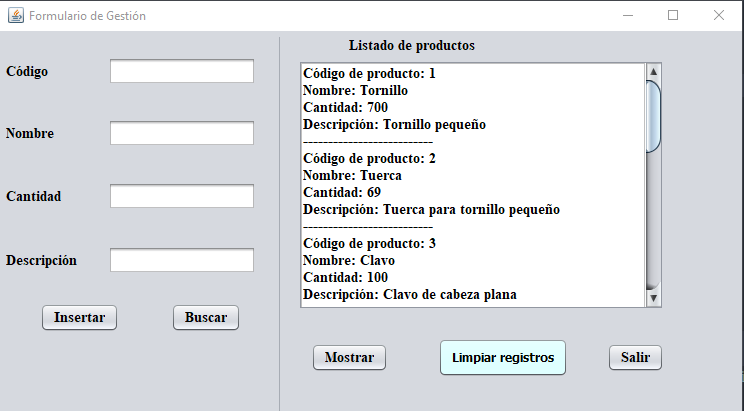 Formulario de Gestión
Código
Nombre
Cantidad
Descripción
Insertar
Buscar
Listado de productos
Código de producto: 1
Nombre: Tornillo
Cantidad: 700
Descripción: Tornillo pequeño
--------------------------
Código de producto: 2
Nombre: Tuerca
Cantidad: 69
Descripción: Tuerca para tornillo pequeño
--------------------------
Código de producto: 3
Nombre: Clavo
Cantidad: 100
Descripción: Clavo de cabeza plana
Mostrar
Limpiar registros
Salir